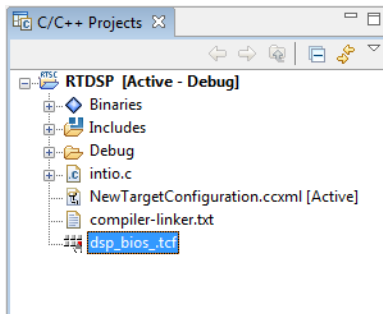 C/C++ Projects
RTSC
RTDSP [Active - Debug]
Binaries
Includes
Debug
intio.c
NewTargetConfiguration.ccxml [Active]
compiler-linker.txt
dsp_bios_.tcf